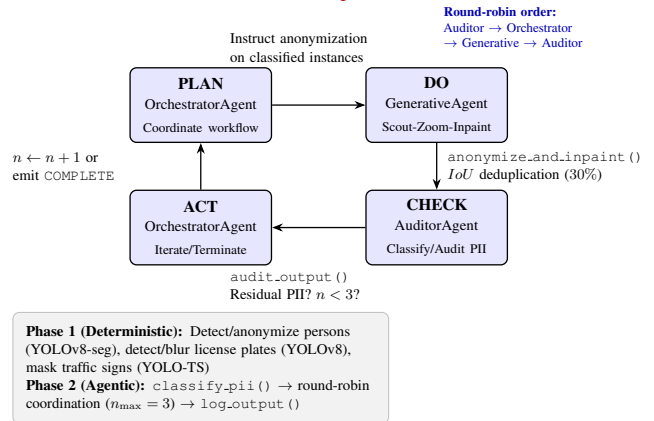 Round-robin order:
Auditor → Orchestrator
→ Generative → Auditor
Instruct anonymization
on classified instances
PLAN
OrchestratorAgent
Coordinate workflow
DO
GenerativeAgent
Scout-Zoom-Inpaint
n ← n + 1 or
emit COMPLETE
anonymize_and_inpaint()
IoU deduplication (30%)
ACT
OrchestratorAgent
Iterate/Terminate
CHECK
AuditorAgent
Classify/Audit PII
audit_output()
Residual PII? n < 3?
Phase 1 (Deterministic): Detect/anonymize persons
(YOLOv8-seg), detect/blur license plates (YOLOv8),
mask traffic signs (YOLO-TS)
Phase 2 (Agentic): classify_pii() → round-robin
coordination (nmax = 3) → log_output()